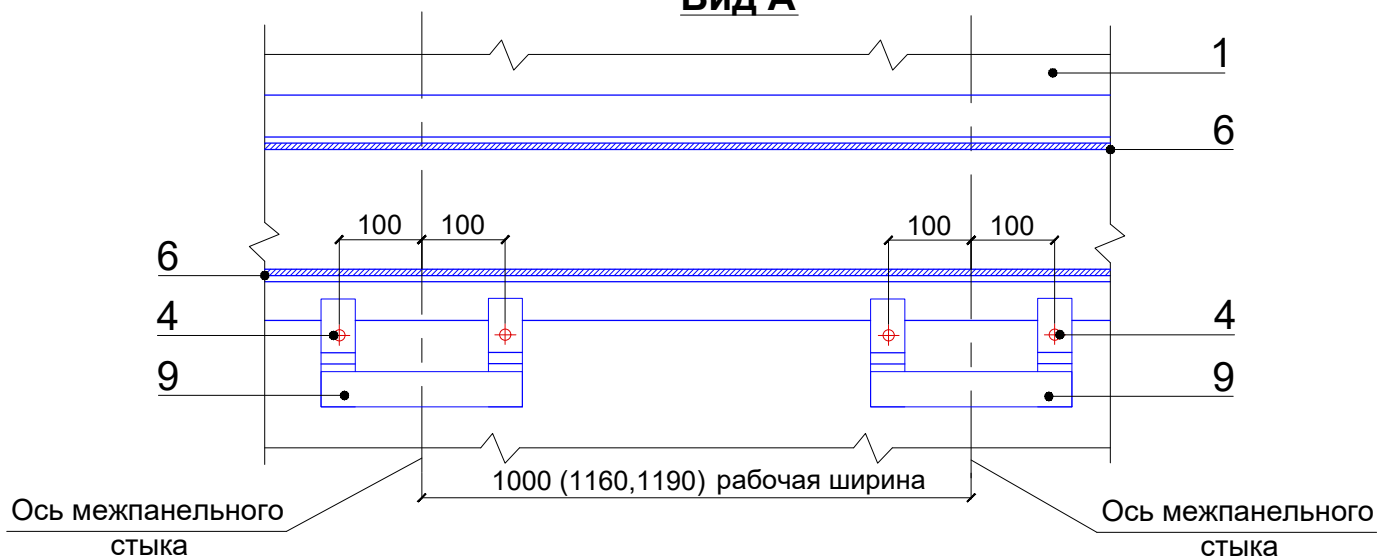 Вид А
1
6
100 100 100 100
6
4 4
9 9
1000 (1160,1190) рабочая ширина
Ось межпанельного
стыка
Ось межпанельного
стыка